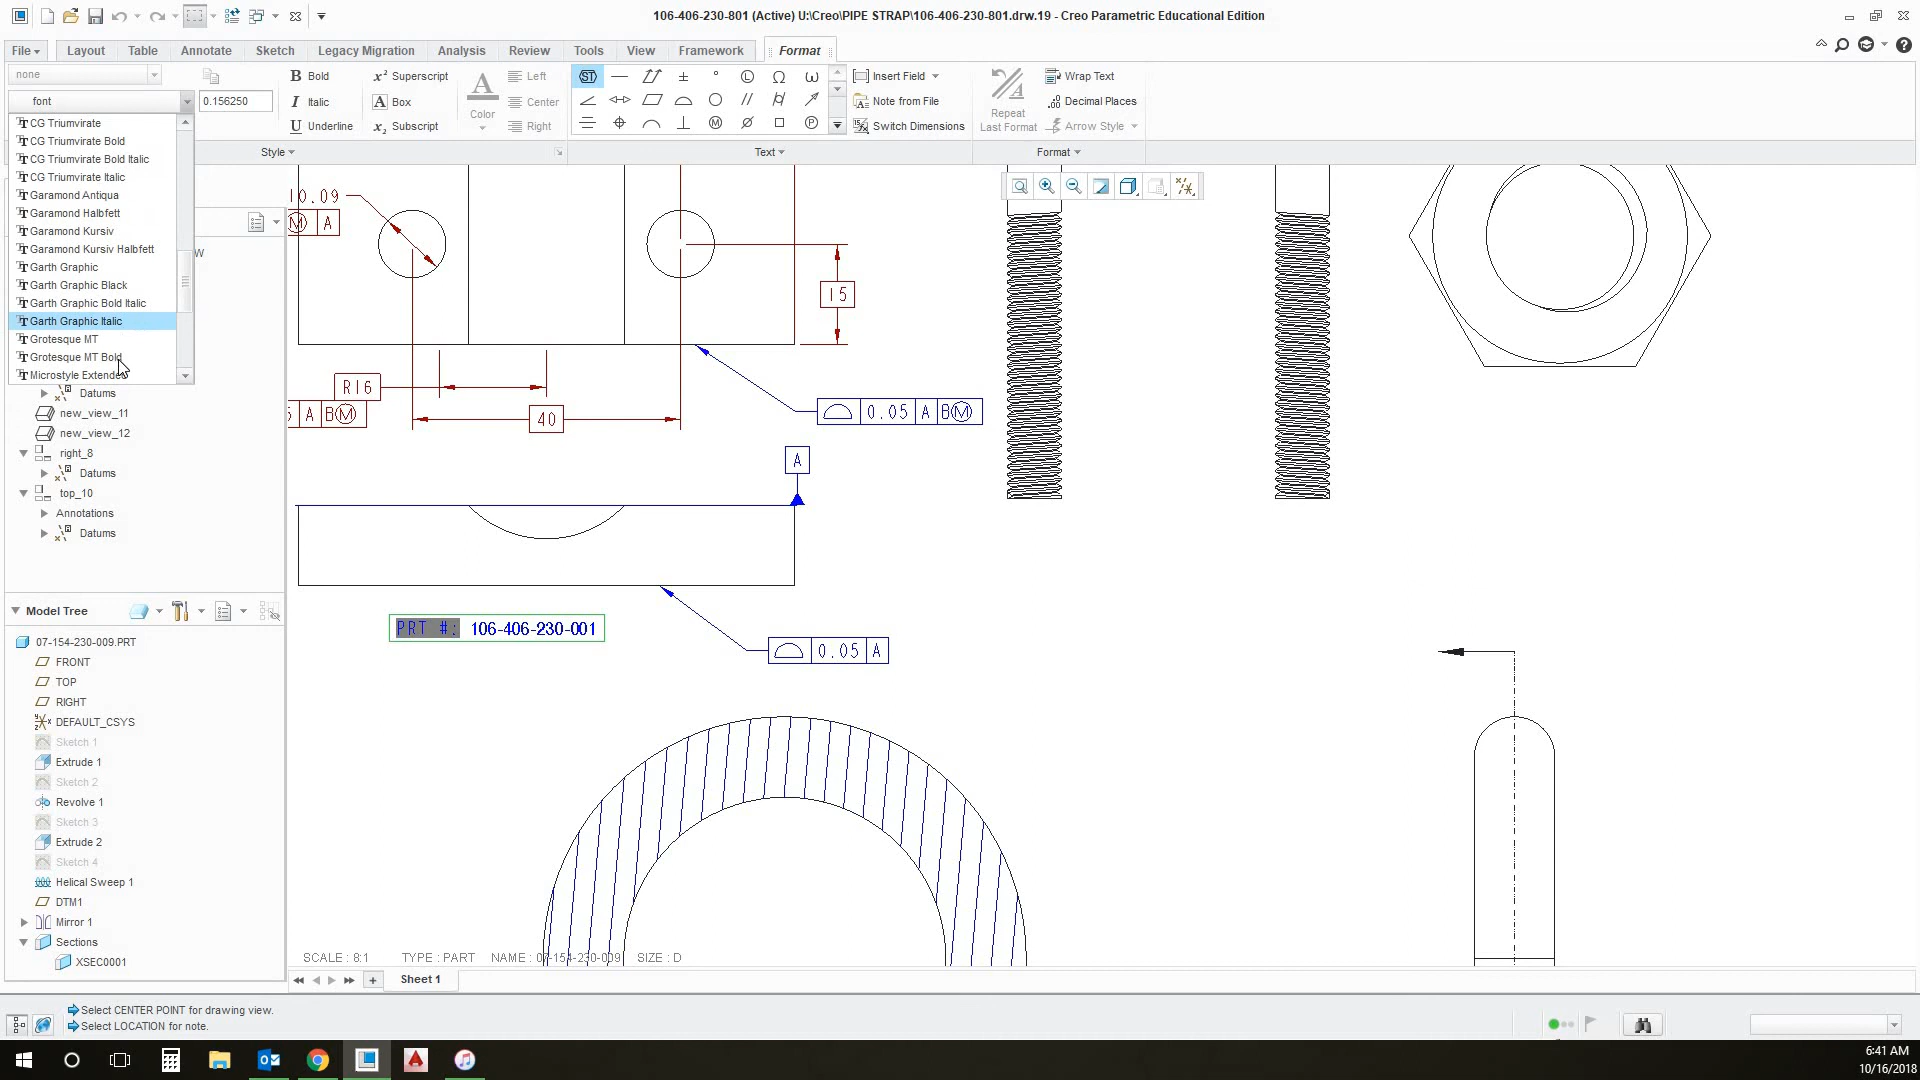 106-406-230-801 (Active) U:\Creo\PIPE STRAP\106-406-230-801.drw.19 - Creo Parametric Educational Edition
File Layout Table Annotate Sketch Legacy Migration Analysis Review Tools View Framework Format
none
font
0.156250
B Bold
I Italic
U Underline
Superscript
Box
Subscript
Color
Left
Center
Right
Insert Field
Note from File
Switch Dimensions
Repeat
Last Format
Wrap Text
Decimal Places
Arrow Style
Style
Text
Format
CG Triumvirate
CG Triumvirate Bold
CG Triumvirate Bold Italic
CG Triumvirate Italic
Garamond Antiqua
Garamond Halbfett
Garamond Kursiv
Garamond Kursiv Halbfett
Garth Graphic
Garth Graphic Black
Garth Graphic Bold Italic
Garth Graphic Italic
Grotesque MT
Grotesque MT Bold
Microstyle Extended
Datums
new_view_11
new_view_12
right_8
Datums
top_10
Annotations
Datums
Model Tree
07-154-230-009.PRT
FRONT
TOP
RIGHT
DEFAULT_CSYS
Sketch 1
Extrude 1
Sketch 2
Revolve 1
Sketch 3
Extrude 2
Sketch 4
Helical Sweep 1
DTM1
Mirror 1
Sections
XSEC0001
10.09
M A
15
R16
A B M
40
0.05 A B M
A
PRT #: 106-406-230-001
0.05 A
SCALE : 8:1 TYPE : PART NAME : 07-154-230-009 SIZE : D
Sheet 1
Select CENTER POINT for drawing view.
Select LOCATION for note.
6:41 AM
10/16/2018